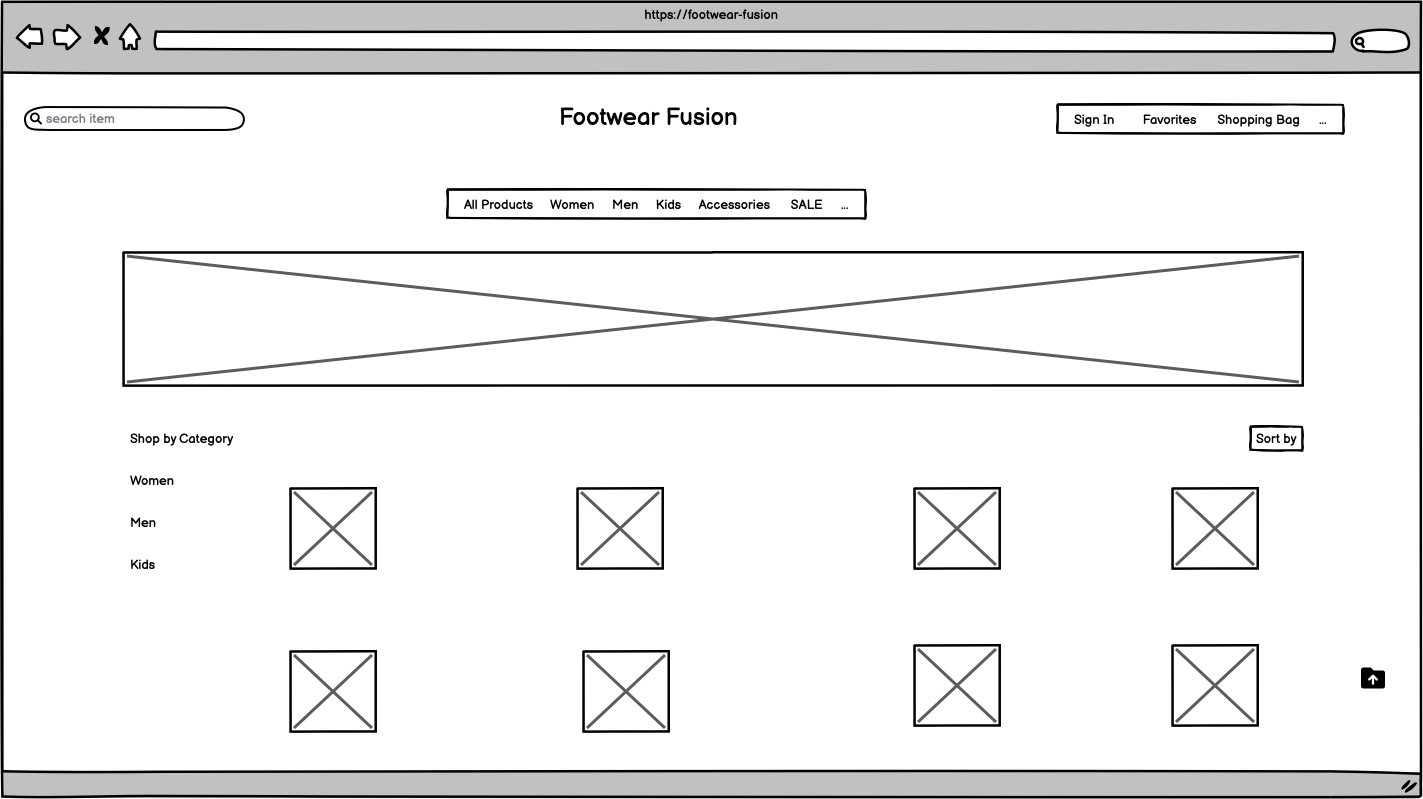 https://footwear-fusion
search item
Footwear Fusion
Sign In Favorites Shopping Bag ...
All Products Women Men Kids Accessories SALE ...
Shop by Category
Sort by
Women
Men
Kids